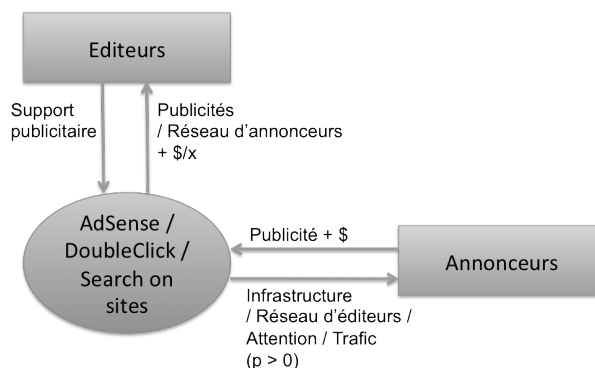 Editeurs
Support
publicitaire
Publicités
/ Réseau d'annonceurs
+ $/x
AdSense /
DoubleClick /
Search on
sites
Publicité + $
Annonceurs
Infrastructure
/ Réseau d'éditeurs /
Attention / Trafic
(p > 0)